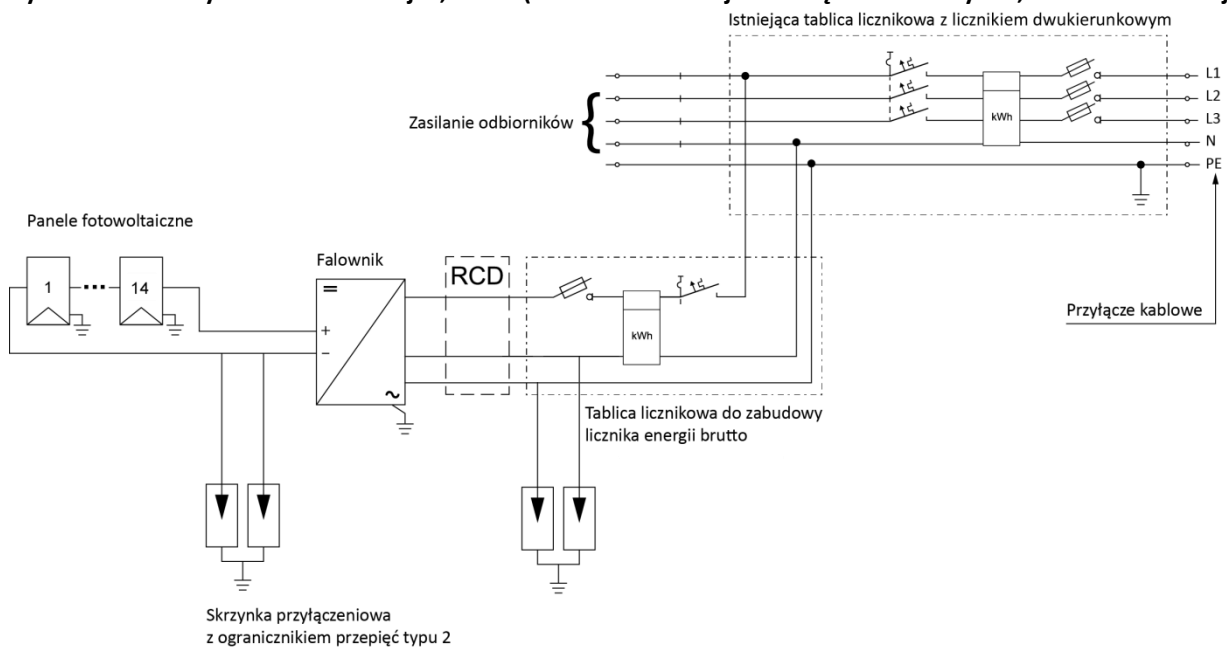 Istniejąca tablica licznikowa z licznikiem dwukierunkowym
L1
L2
L3
N
PE
kWh
Zasilanie odbiorników
Panele fotowoltaiczne
1
14
Falownik
+
−
RCD
kWh
Przyłącze kablowe
Tablica licznikowa do zabudowy
licznika energii brutto
Skrzynka przyłączeniowa
z ogranicznikiem przepięć typu 2